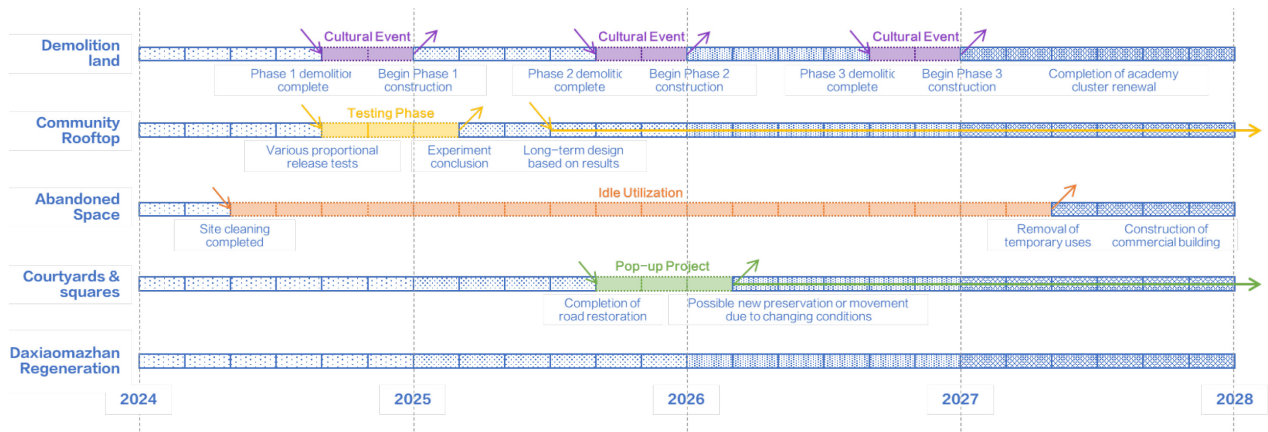 Cultural Event
Cultural Event
Cultural Event
Demolition
land
Phase 1 demolition
complete
Begin Phase 1
construction
Phase 2 demolitic
complete
Begin Phase 2
construction
Phase 3 demolitic
complete
Begin Phase 3
construction
Completion of academy
cluster renewal
Testing Phase
Community
Rooftop
Various proportional
release tests
Experiment
conclusion
Long-term design
based on results
Idle Utilization
Abandoned
Space
Site cleaning
completed
Removal of
temporary uses
Construction of
commercial building
Pop-up Project
Courtyards &
squares
Completion of
road restoration
Possible new preservation or movement
due to changing conditions
Daxiaomazhan
Regeneration
2024
2025
2026
2027
2028